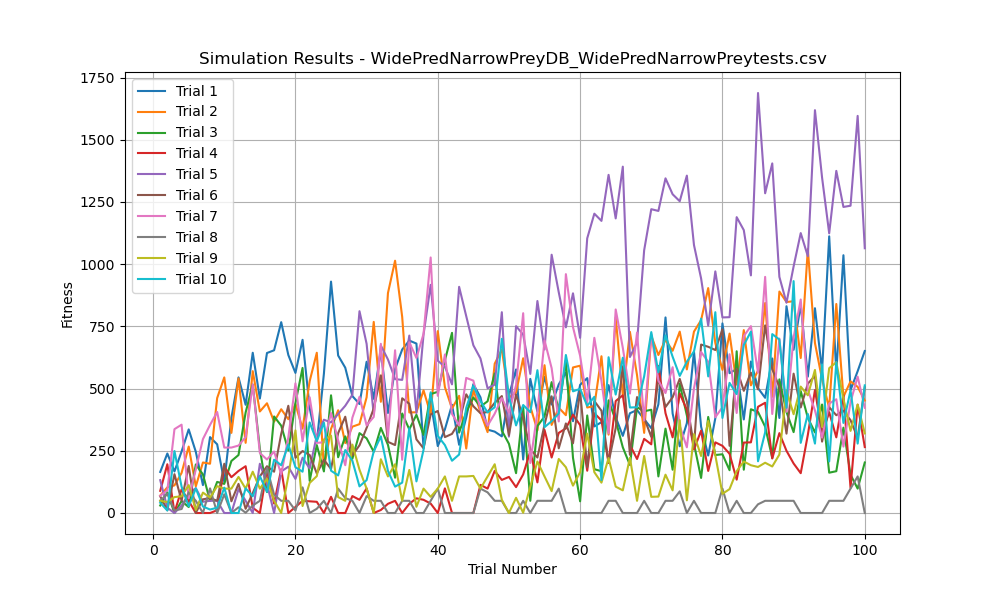 Simulation Results - WidePredNarrowPreyDB_WidePredNarrowPreytests.csv
1750
1500
1250
1000
750
500
250
0
Fitness
Trial 1
Trial 2
Trial 3
Trial 4
Trial 5
Trial 6
Trial 7
Trial 8
Trial 9
Trial 10
0 20 40 60 80 100
Trial Number